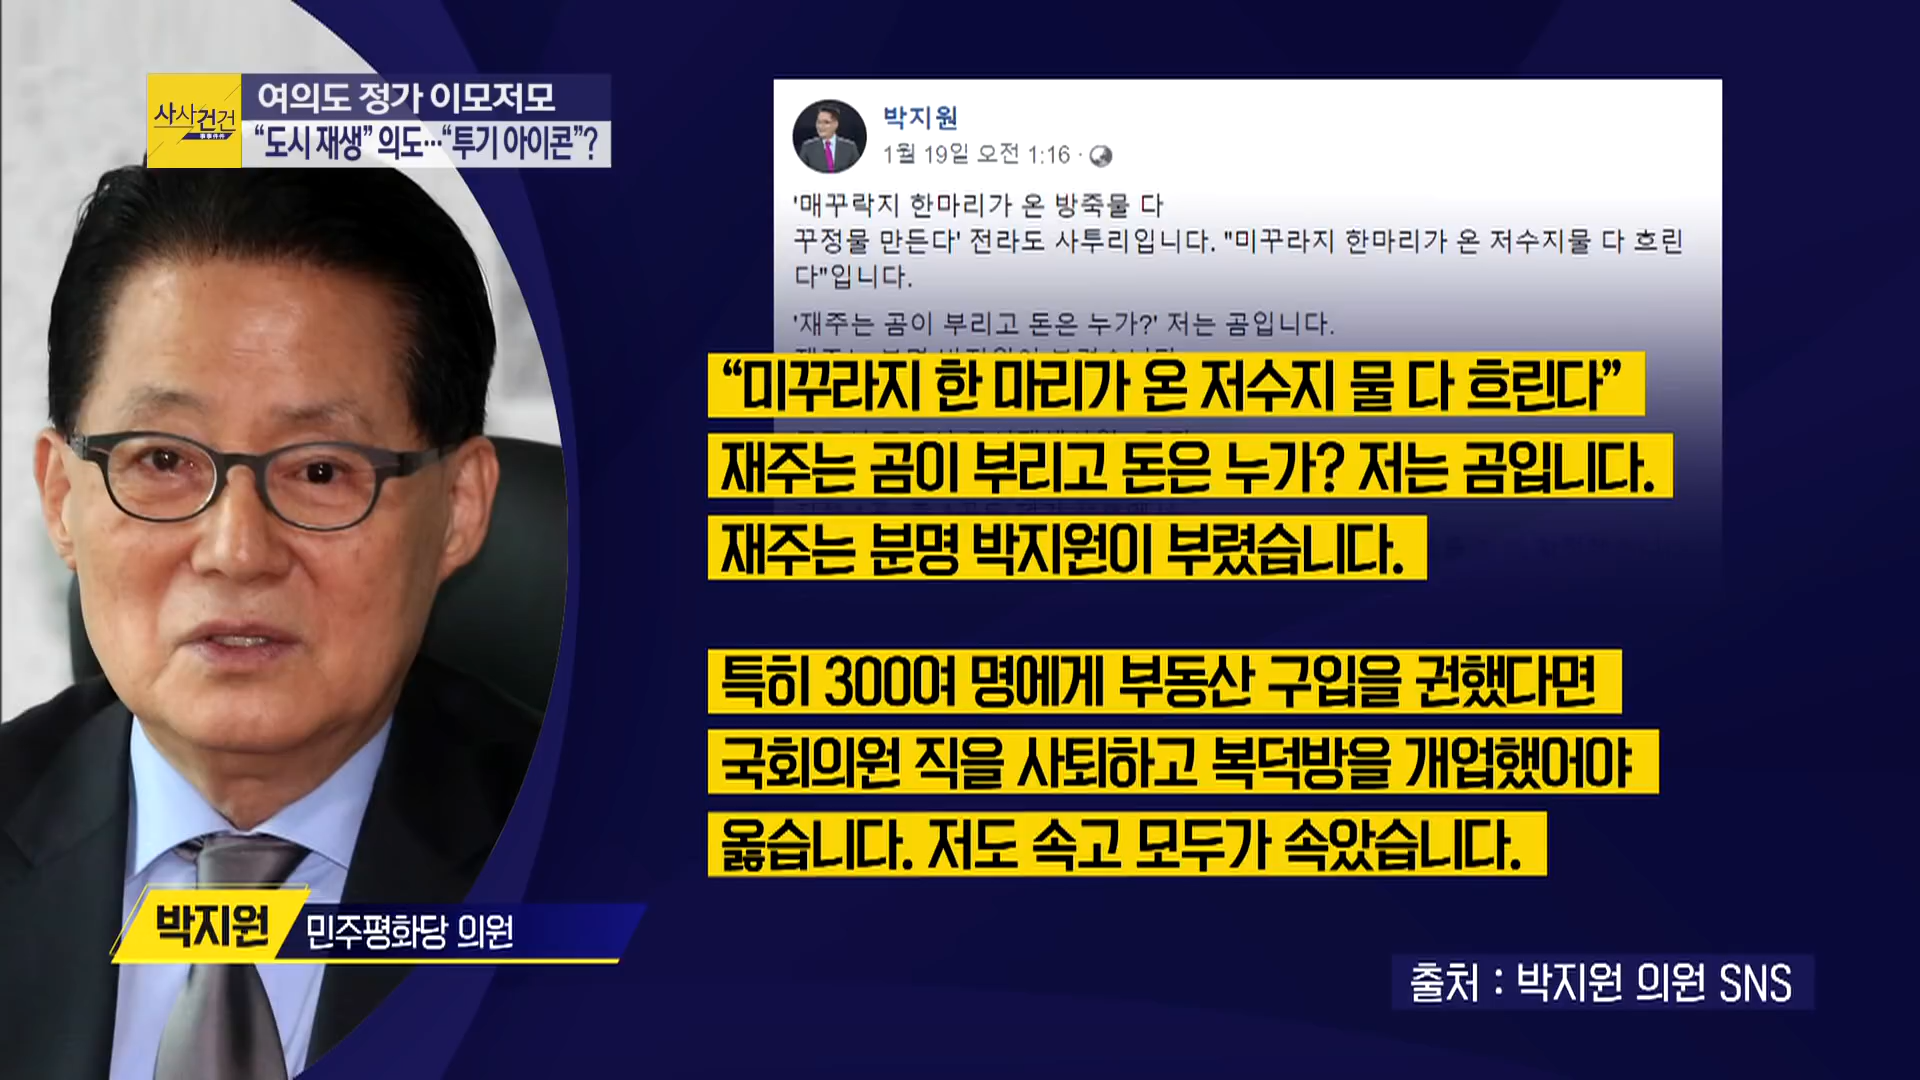 사사건건
事事件件
여의도 정가 이모저모
“도시 재생” 의도…“투기 아이콘”?
박지원
1월 19일 오전 1:16 ·
'매꾸락지 한마리가 온 방죽물 다
꾸정물 만든다' 전라도 사투리입니다. "미꾸라지 한마리가 온 저수지물 다 흐린
다"입니다.
'재주는 곰이 부리고 돈은 누가?' 저는 곰입니다.
“미꾸라지 한 마리가 온 저수지 물 다 흐린다”
재주는 곰이 부리고 돈은 누가? 저는 곰입니다.
재주는 분명 박지원이 부렸습니다.
특히 300여 명에게 부동산 구입을 권했다면
국회의원 직을 사퇴하고 복덕방을 개업했어야
옳습니다. 저도 속고 모두가 속았습니다.
박지원 민주평화당 의원
출처 : 박지원 의원 SNS